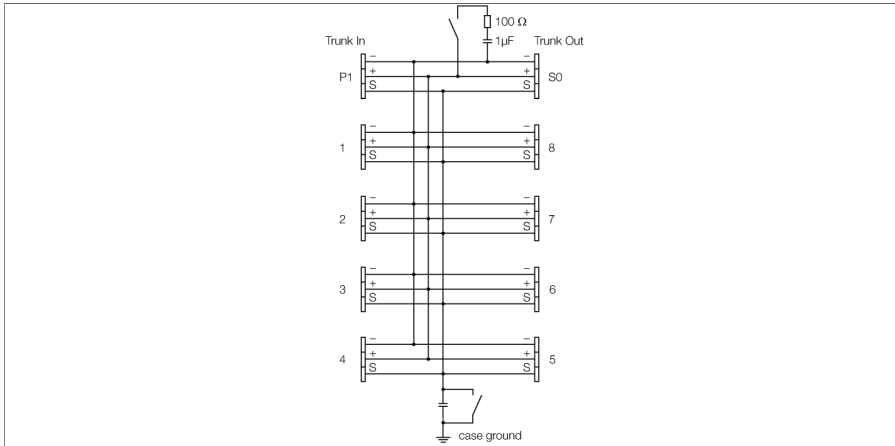 100 Ω
1µF
Trunk In
Trunk Out
− −
P1 + + S0
S S
− −
1 + + 8
S S
− −
2 + + 7
S S
− −
3 + + 6
S S
− −
4 + + 5
S S
case ground